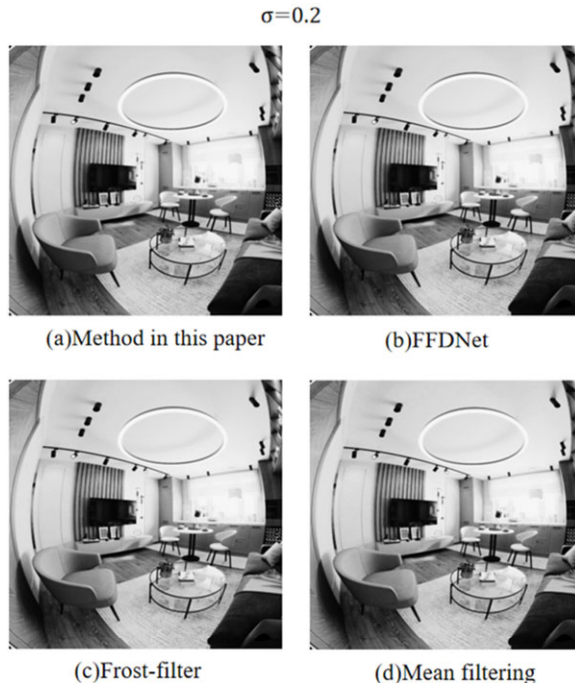 σ=0.2
(a)Method in this paper
(b)FFDNet
(c)Frost-filter
(d)Mean filtering